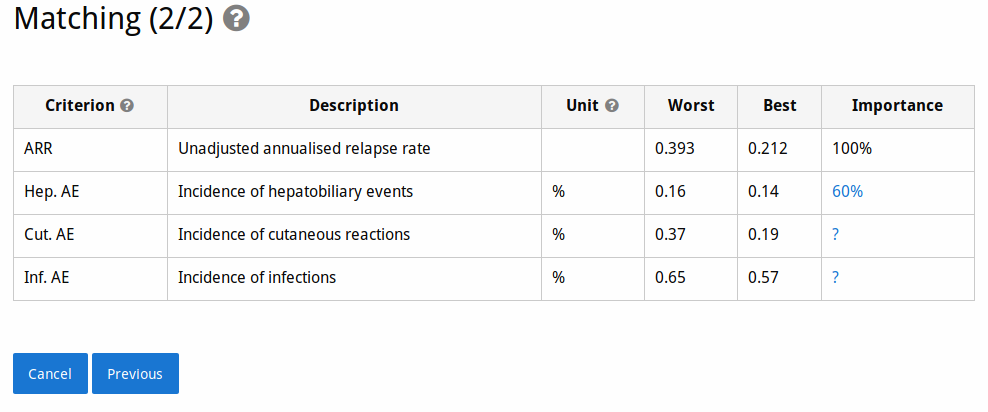 Matching (2/2) ?
Criterion ? Description Unit ? Worst Best Importance
ARR Unadjusted annualised relapse rate 0.393 0.212 100%
Hep. AE Incidence of hepatobiliary events % 0.16 0.14 60%
Cut. AE Incidence of cutaneous reactions % 0.37 0.19 ?
Inf. AE Incidence of infections % 0.65 0.57 ?
Cancel Previous